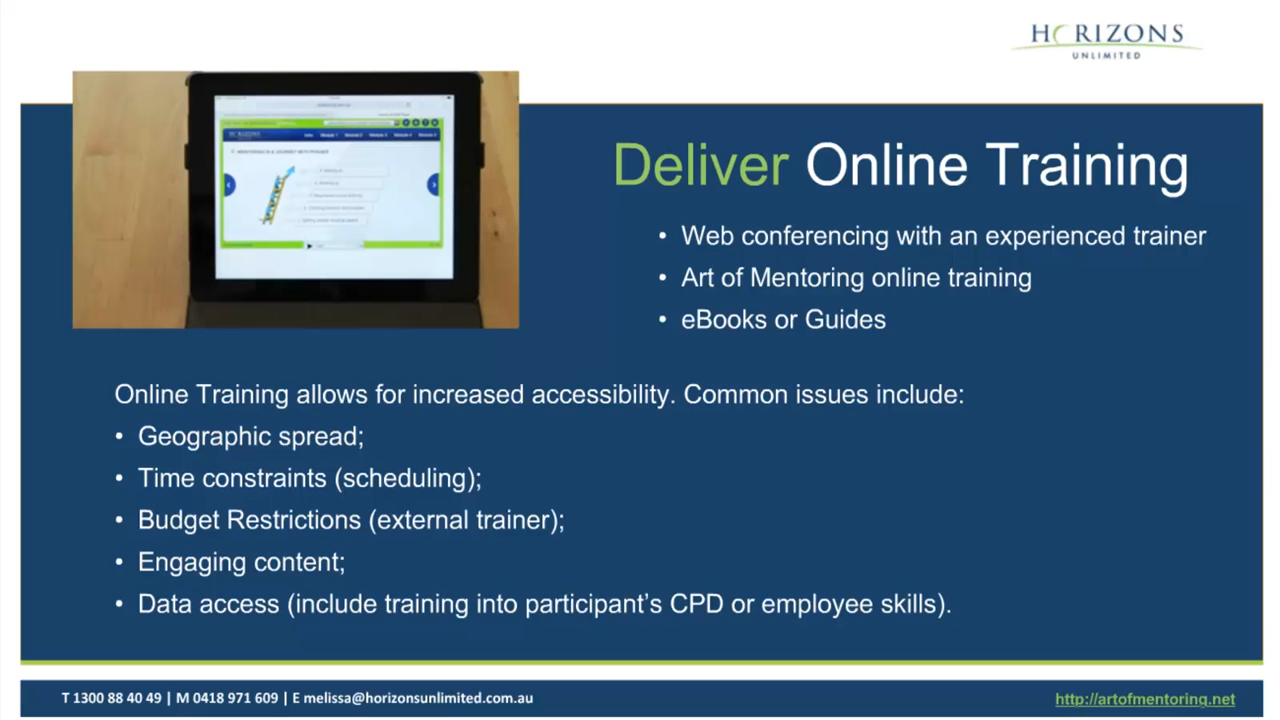 HORIZONS
UNLIMITED
HORIZONS
Deliver Online Training
• Web conferencing with an experienced trainer
• Art of Mentoring online training
• eBooks or Guides
Online Training allows for increased accessibility. Common issues include:
• Geographic spread;
• Time constraints (scheduling);
• Budget Restrictions (external trainer);
• Engaging content;
• Data access (include training into participant’s CPD or employee skills).
T 1300 88 40 49 | M 0418 971 609 | E melissa@horizonsunlimited.com.au
http://artofmentoring.net